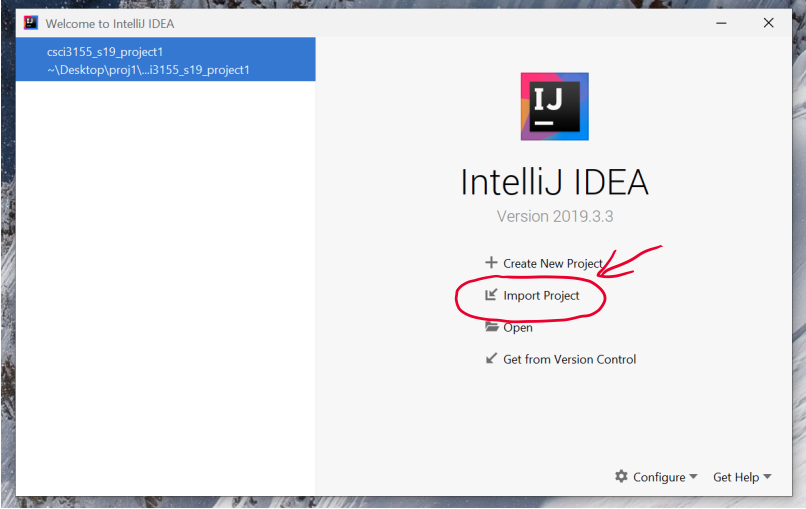 Welcome to IntelliJ IDEA
csci3155_s19_project1
~\Desktop\proj1\...i3155_s19_project1
IJ
IntelliJ IDEA
Version 2019.3.3
Create New Project
Import Project
Open
Get from Version Control
Configure
Get Help